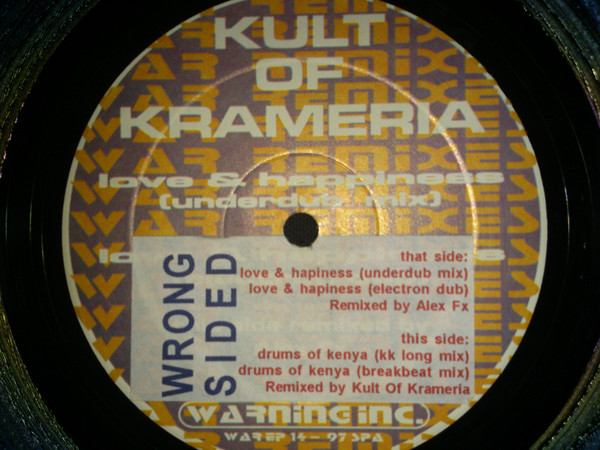 KULT
OF
KRAMERIA
love & happiness
(underdub mix)
WRONG
SIDED
that side:
love & hapiness (underdub mix)
love & hapiness (electron dub)
Remixed by Alex Fx
this side:
drums of kenya (kk long mix)
drums of kenya (breakbeat mix)
Remixed by Kult Of Krameria
WARNING INC.
WAR EP 14 - 97 SPA
WAR REMIXES